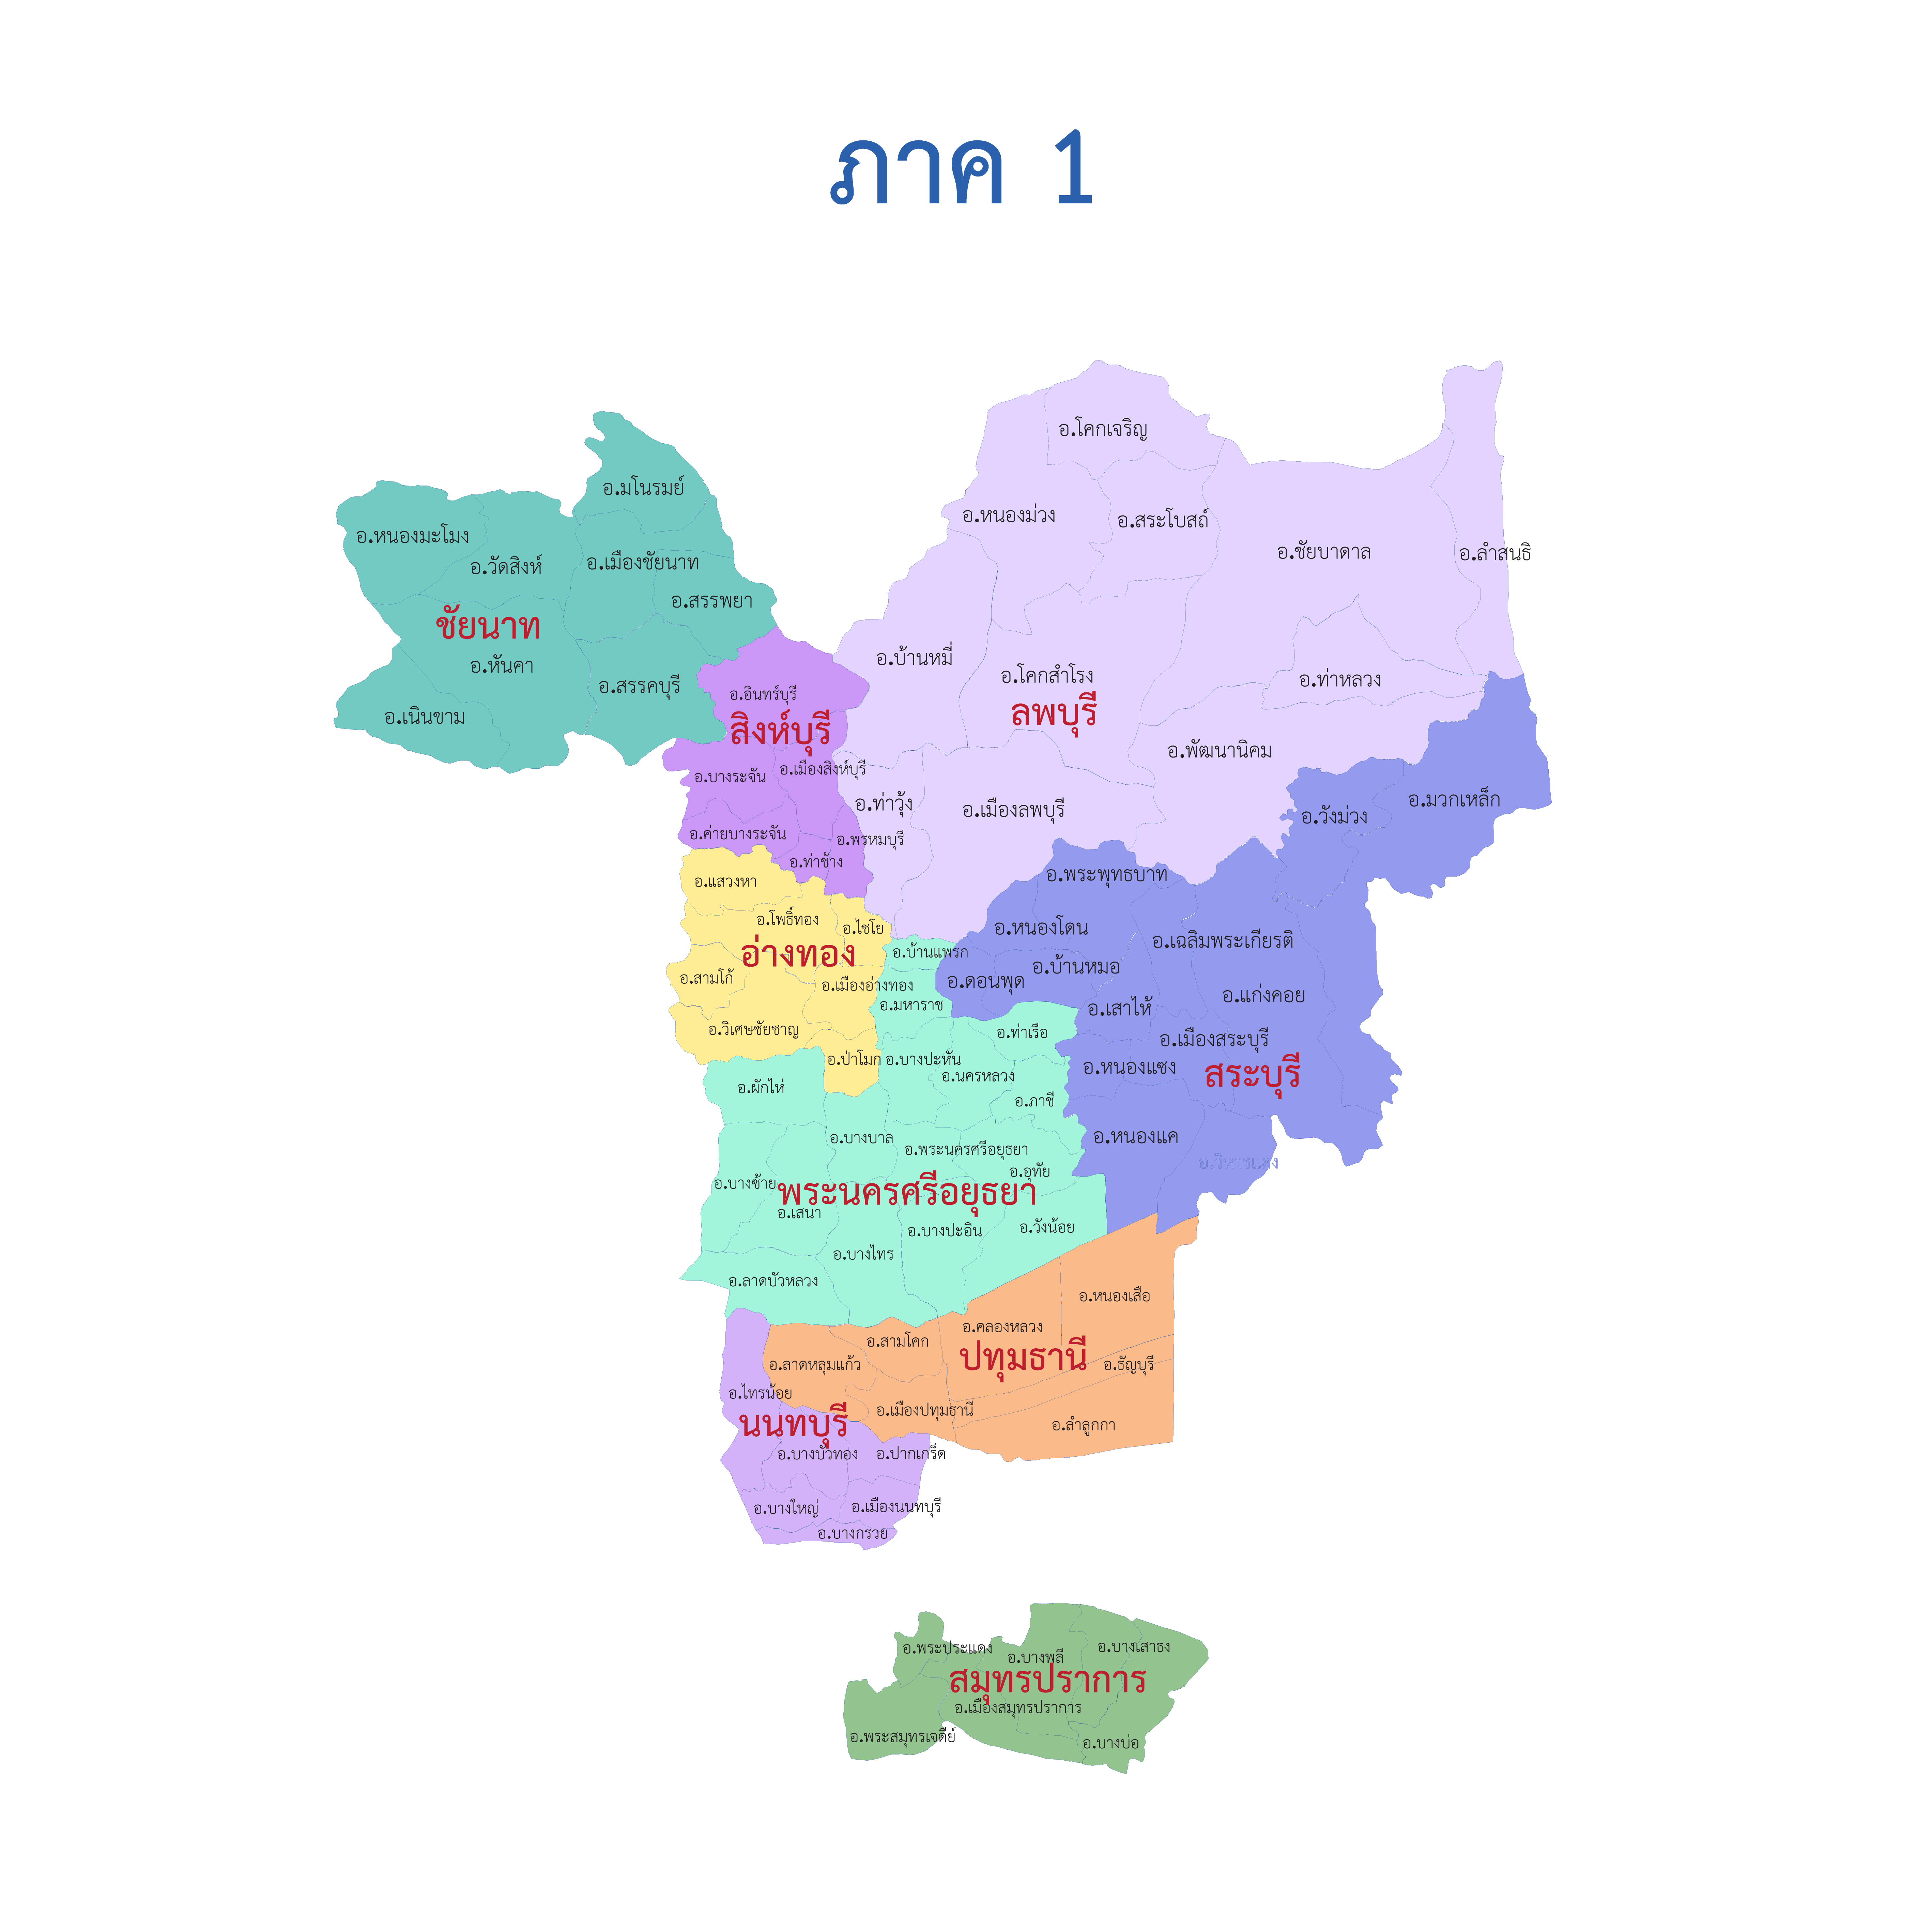 ภาค 1
อ.โคกเจริญ
อ.มโนรมย์
อ.หนองม่วง
อ.สระโบสถ์
อ.หนองมะโมง
อ.ชัยบาดาล
อ.ลำสนธิ
อ.วัดสิงห์
อ.เมืองชัยนาท
อ.สรรพยา
ชัยนาท
อ.บ้านหมี่
อ.หันคา
อ.โคกสำโรง
อ.ท่าหลวง
อ.สรรคบุรี
อ.อินทร์บุรี
ลพบุรี
อ.เนินขาม
สิงห์บุรี
อ.พัฒนานิคม
อ.เมืองสิงห์บุรี
อ.บางระจัน
อ.ท่าวุ้ง
อ.เมืองลพบุรี
อ.มวกเหล็ก
อ.วังม่วง
อ.ค่ายบางระจัน
อ.พรหมบุรี
อ.ท่าช้าง
อ.พระพุทธบาท
อ.แสวงหา
อ.โพธิ์ทอง
อ.ไชโย
อ.หนองโดน
อ.เฉลิมพระเกียรติ
อ่างทอง
อ.บ้านแพรก
อ.บ้านหมอ
อ.สามโก้
อ.เมืองอ่างทอง
อ.ดอนพุด
อ.แก่งคอย
อ.มหาราช
อ.เสาไห้
อ.วิเศษชัยชาญ
อ.ท่าเรือ
อ.เมืองสระบุรี
อ.ป่าโมก
อ.บางปะหัน
อ.หนองแซง
สระบุรี
อ.นครหลวง
อ.ผักไห่
อ.ภาชี
อ.บางบาล
อ.พระนครศรีอยุธยา
อ.หนองแค
อ.วิหารแดง
อ.อุทัย
อ.บางซ้าย
พระนครศรีอยุธยา
อ.เสนา
อ.บางปะอิน
อ.วังน้อย
อ.บางไทร
อ.ลาดบัวหลวง
อ.หนองเสือ
อ.คลองหลวง
อ.สามโคก
ปทุมธานี
อ.ลาดหลุมแก้ว
อ.ธัญบุรี
อ.ไทรน้อย
อ.เมืองปทุมธานี
นนทบุรี
อ.ลำลูกกา
อ.บางบัวทอง
อ.ปากเกร็ด
อ.บางใหญ่
อ.เมืองนนทบุรี
อ.บางกรวย
อ.พระประแดง
อ.บางพลี
อ.บางเสาธง
สมุทรปราการ
อ.เมืองสมุทรปราการ
อ.พระสมุทรเจดีย์
อ.บางบ่อ